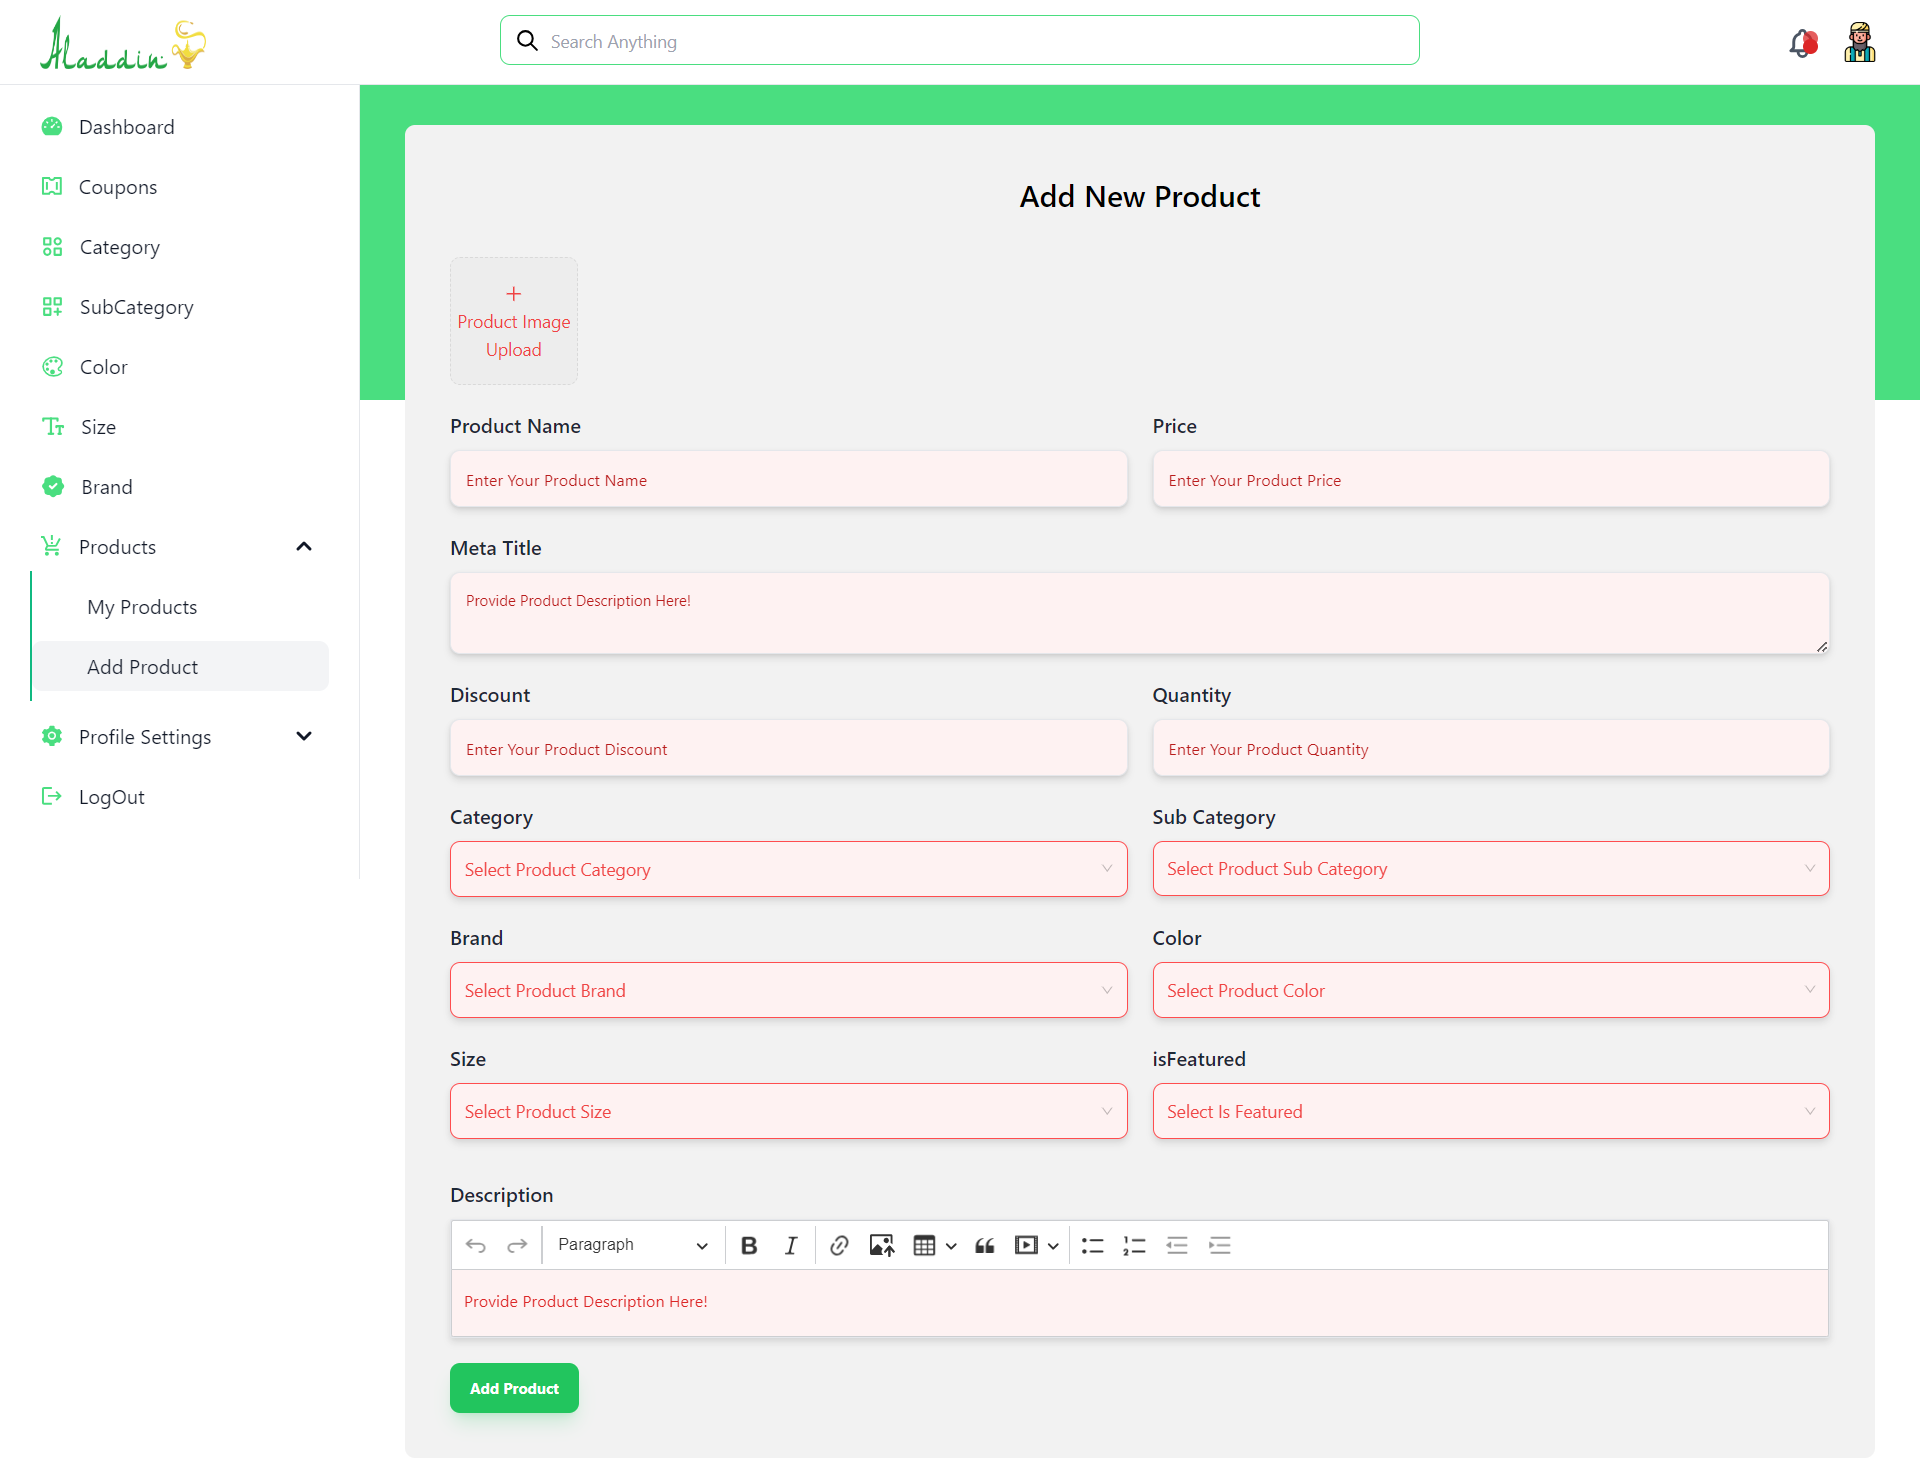 Aladdin
Search Anything
Dashboard
Coupons
Category
SubCategory
Color
Size
Brand
Products
My Products
Add Product
Profile Settings
LogOut
Add New Product
Product Image
Upload
Product Name
Price
Enter Your Product Name
Enter Your Product Price
Meta Title
Provide Product Description Here!
Discount
Quantity
Enter Your Product Discount
Enter Your Product Quantity
Category
Sub Category
Select Product Category
Select Product Sub Category
Brand
Color
Select Product Brand
Select Product Color
Size
isFeatured
Select Product Size
Select Is Featured
Description
Paragraph
Provide Product Description Here!
Add Product